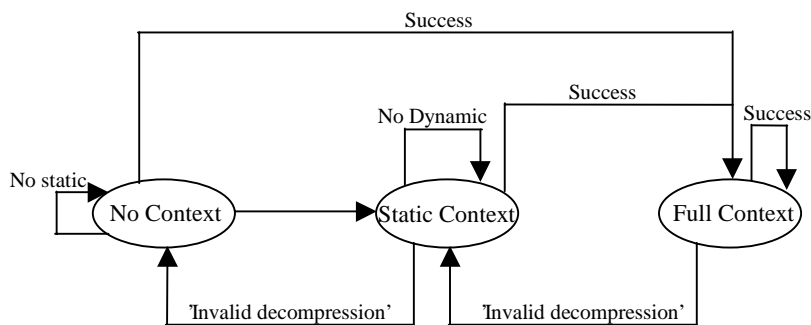 Success
Success
No Dynamic
Success
No static
No Context
Static Context
Full Context
'Invalid decompression’
'Invalid decompression’